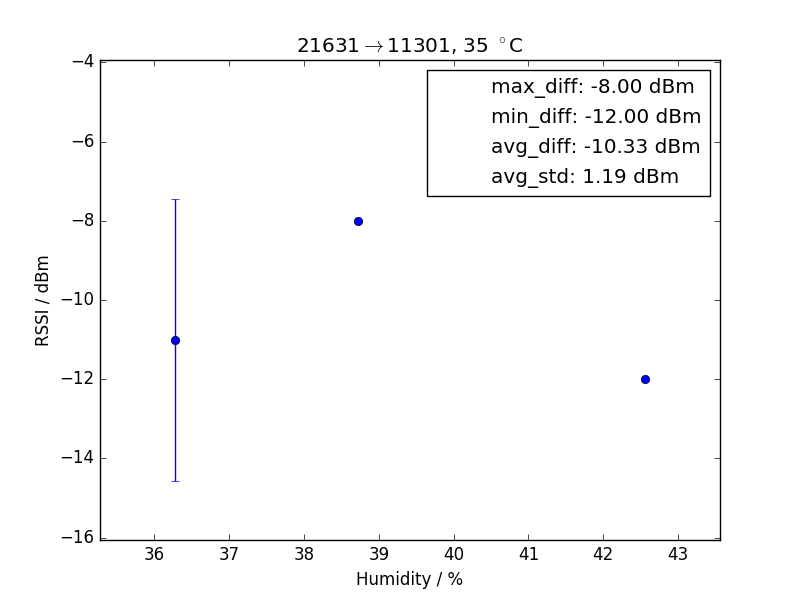 21631→11301, 35 °C
max_diff: -8.00 dBm
min_diff: -12.00 dBm
avg_diff: -10.33 dBm
avg_std: 1.19 dBm
RSSI / dBm
−4
−6
−8
−10
−12
−14
−16
36 37 38 39 40 41 42 43
Humidity / %